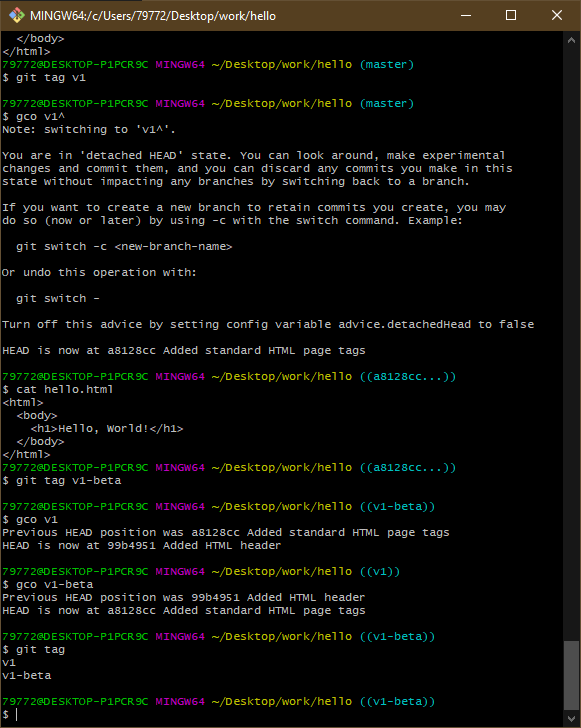 MINGW64:/c/Users/79772/Desktop/work/hello
  </body>
</html>
79772@DESKTOP-P1PCR9C MINGW64 ~/Desktop/work/hello (master)
$ git tag v1
79772@DESKTOP-P1PCR9C MINGW64 ~/Desktop/work/hello (master)
$ gco v1^
Note: switching to 'v1^'.
You are in 'detached HEAD' state. You can look around, make experimental
changes and commit them, and you can discard any commits you make in this
state without impacting any branches by switching back to a branch.
If you want to create a new branch to retain commits you create, you may
do so (now or later) by using -c with the switch command. Example:
  git switch -c <new-branch-name>
Or undo this operation with:
  git switch -
Turn off this advice by setting config variable advice.detachedHead to false
HEAD is now at a8128cc Added standard HTML page tags
79772@DESKTOP-P1PCR9C MINGW64 ~/Desktop/work/hello ((a8128cc...))
$ cat hello.html
<html>
  <body>
    <h1>Hello, World!</h1>
  </body>
</html>
79772@DESKTOP-P1PCR9C MINGW64 ~/Desktop/work/hello ((a8128cc...))
$ git tag v1-beta
79772@DESKTOP-P1PCR9C MINGW64 ~/Desktop/work/hello ((v1-beta))
$ gco v1
Previous HEAD position was a8128cc Added standard HTML page tags
HEAD is now at 99b4951 Added HTML header
79772@DESKTOP-P1PCR9C MINGW64 ~/Desktop/work/hello ((v1))
$ gco v1-beta
Previous HEAD position was 99b4951 Added HTML header
HEAD is now at a8128cc Added standard HTML page tags
79772@DESKTOP-P1PCR9C MINGW64 ~/Desktop/work/hello ((v1-beta))
$ git tag
v1
v1-beta
79772@DESKTOP-P1PCR9C MINGW64 ~/Desktop/work/hello ((v1-beta))
$